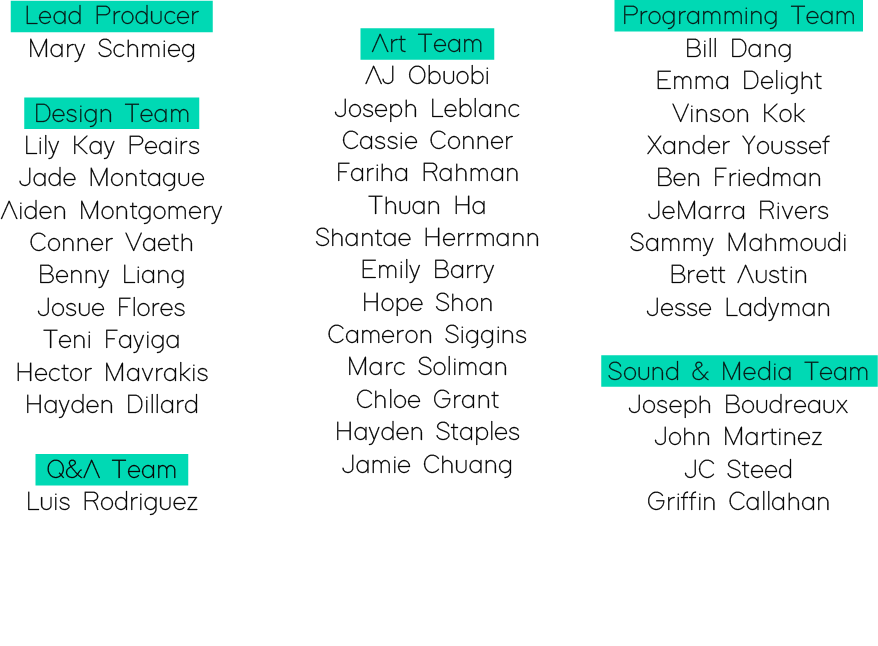 Lead Producer
Mary Schmieg
Design Team
Lily Kay Peairs
Jade Montague
Aiden Montgomery
Conner Vaeth
Benny Liang
Josue Flores
Teni Fayiga
Hector Mavrakis
Hayden Dillard
Q&A Team
Luis Rodriguez
Art Team
AJ Obuobi
Joseph Leblanc
Cassie Conner
Fariha Rahman
Thuan Ha
Shantae Herrmann
Emily Barry
Hope Shon
Cameron Siggins
Marc Soliman
Chloe Grant
Hayden Staples
Jamie Chuang
Programming Team
Bill Dang
Emma Delight
Vinson Kok
Xander Youssef
Ben Friedman
JeMarra Rivers
Sammy Mahmoudi
Brett Austin
Jesse Ladyman
Sound & Media Team
Joseph Boudreaux
John Martinez
JC Steed
Griffin Callahan